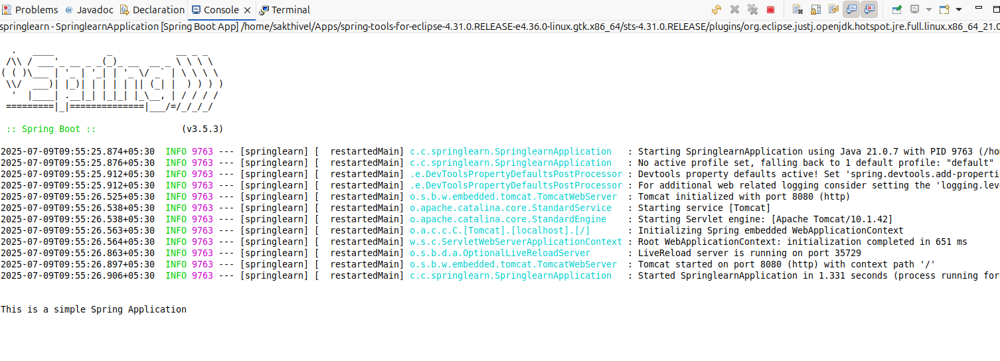 Problems @ Javadoc Declaration Console Terminal
springlearn - SpringlearnApplication [Spring Boot App] /home/sakthivel/Apps/spring-tools-for-eclipse-4.31.0.RELEASE-e4.36.0-linux.gtk.x86_64/sts-4.31.0.RELEASE/plugins/org.eclipse.justj.openjdk.hotspot.jre.full.linux.x86_64_21.0
  .   ____          _            __ _ _
 /\\ / ___'_ __ _ _(_)_ __  __ _ \ \ \ \
( ( )\___ | '_ | '_| | '_ \/ _` | \ \ \ \
 \\/  ___)| |_)| | | | | || (_| |  ) ) ) )
  '  |____| .__|_| |_|_| |_\__, | / / / /
 =========|_|==============|___/=/_/_/_/
 :: Spring Boot ::                (v3.5.3)
2025-07-09T09:55:25.874+05:30  INFO 9763 --- [springlearn] [  restartedMain] c.c.springlearn.SpringlearnApplication   : Starting SpringlearnApplication using Java 21.0.7 with PID 9763 (/ho
2025-07-09T09:55:25.876+05:30  INFO 9763 --- [springlearn] [  restartedMain] c.c.springlearn.SpringlearnApplication   : No active profile set, falling back to 1 default profile: "default"
2025-07-09T09:55:25.912+05:30  INFO 9763 --- [springlearn] [  restartedMain] .e.DevToolsPropertyDefaultsPostProcessor : Devtools property defaults active! Set 'spring.devtools.add-properti
2025-07-09T09:55:25.912+05:30  INFO 9763 --- [springlearn] [  restartedMain] .e.DevToolsPropertyDefaultsPostProcessor : For additional web related logging consider setting the 'logging.lev
2025-07-09T09:55:26.525+05:30  INFO 9763 --- [springlearn] [  restartedMain] o.s.b.w.embedded.tomcat.TomcatWebServer  : Tomcat initialized with port 8080 (http)
2025-07-09T09:55:26.538+05:30  INFO 9763 --- [springlearn] [  restartedMain] o.apache.catalina.core.StandardService   : Starting service [Tomcat]
2025-07-09T09:55:26.538+05:30  INFO 9763 --- [springlearn] [  restartedMain] o.apache.catalina.core.StandardEngine    : Starting Servlet engine: [Apache Tomcat/10.1.42]
2025-07-09T09:55:26.563+05:30  INFO 9763 --- [springlearn] [  restartedMain] o.a.c.c.C.[Tomcat].[localhost].[/]       : Initializing Spring embedded WebApplicationContext
2025-07-09T09:55:26.564+05:30  INFO 9763 --- [springlearn] [  restartedMain] w.s.c.ServletWebServerApplicationContext : Root WebApplicationContext: initialization completed in 651 ms
2025-07-09T09:55:26.863+05:30  INFO 9763 --- [springlearn] [  restartedMain] o.s.b.d.a.OptionalLiveReloadServer       : LiveReload server is running on port 35729
2025-07-09T09:55:26.897+05:30  INFO 9763 --- [springlearn] [  restartedMain] o.s.b.w.embedded.tomcat.TomcatWebServer  : Tomcat started on port 8080 (http) with context path '/'
2025-07-09T09:55:26.906+05:30  INFO 9763 --- [springlearn] [  restartedMain] c.c.springlearn.SpringlearnApplication   : Started SpringlearnApplication in 1.331 seconds (process running for
This is a simple Spring Application